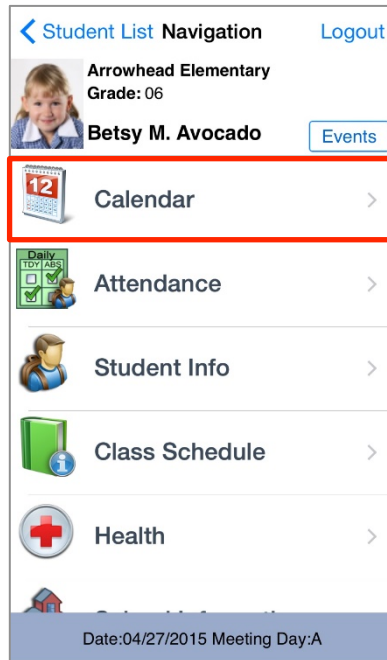 Student List Navigation Logout
Arrowhead Elementary
Grade: 06
Betsy M. Avocado
Events
12
Calendar
Daily
TDY ABS
Attendance
Student Info
Class Schedule
Health
Date:04/27/2015 Meeting Day:A